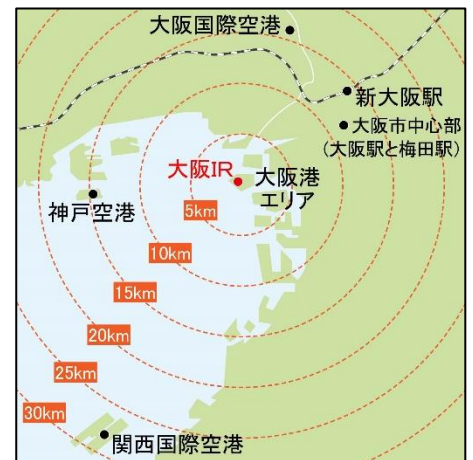 大阪国際空港
新大阪駅
大阪市中心部
(大阪駅と梅田駅)
大阪IR
大阪港
エリア
神戸空港
5km
10km
15km
20km
25km
30km
関西国際空港